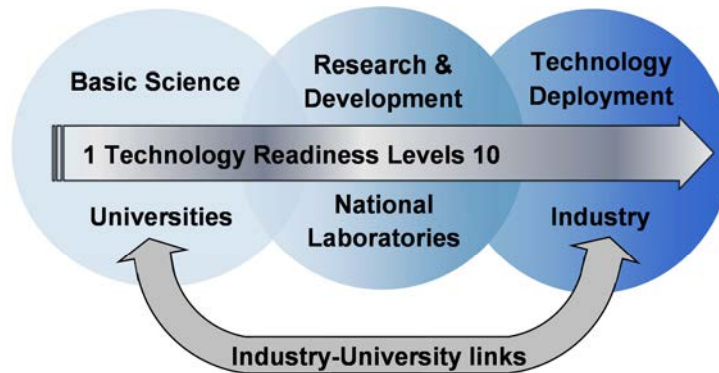 Basic Science
Research &
Development
Technology
Deployment
1 Technology Readiness Levels 10
Universities
National
Laboratories
Industry
Industry-University links